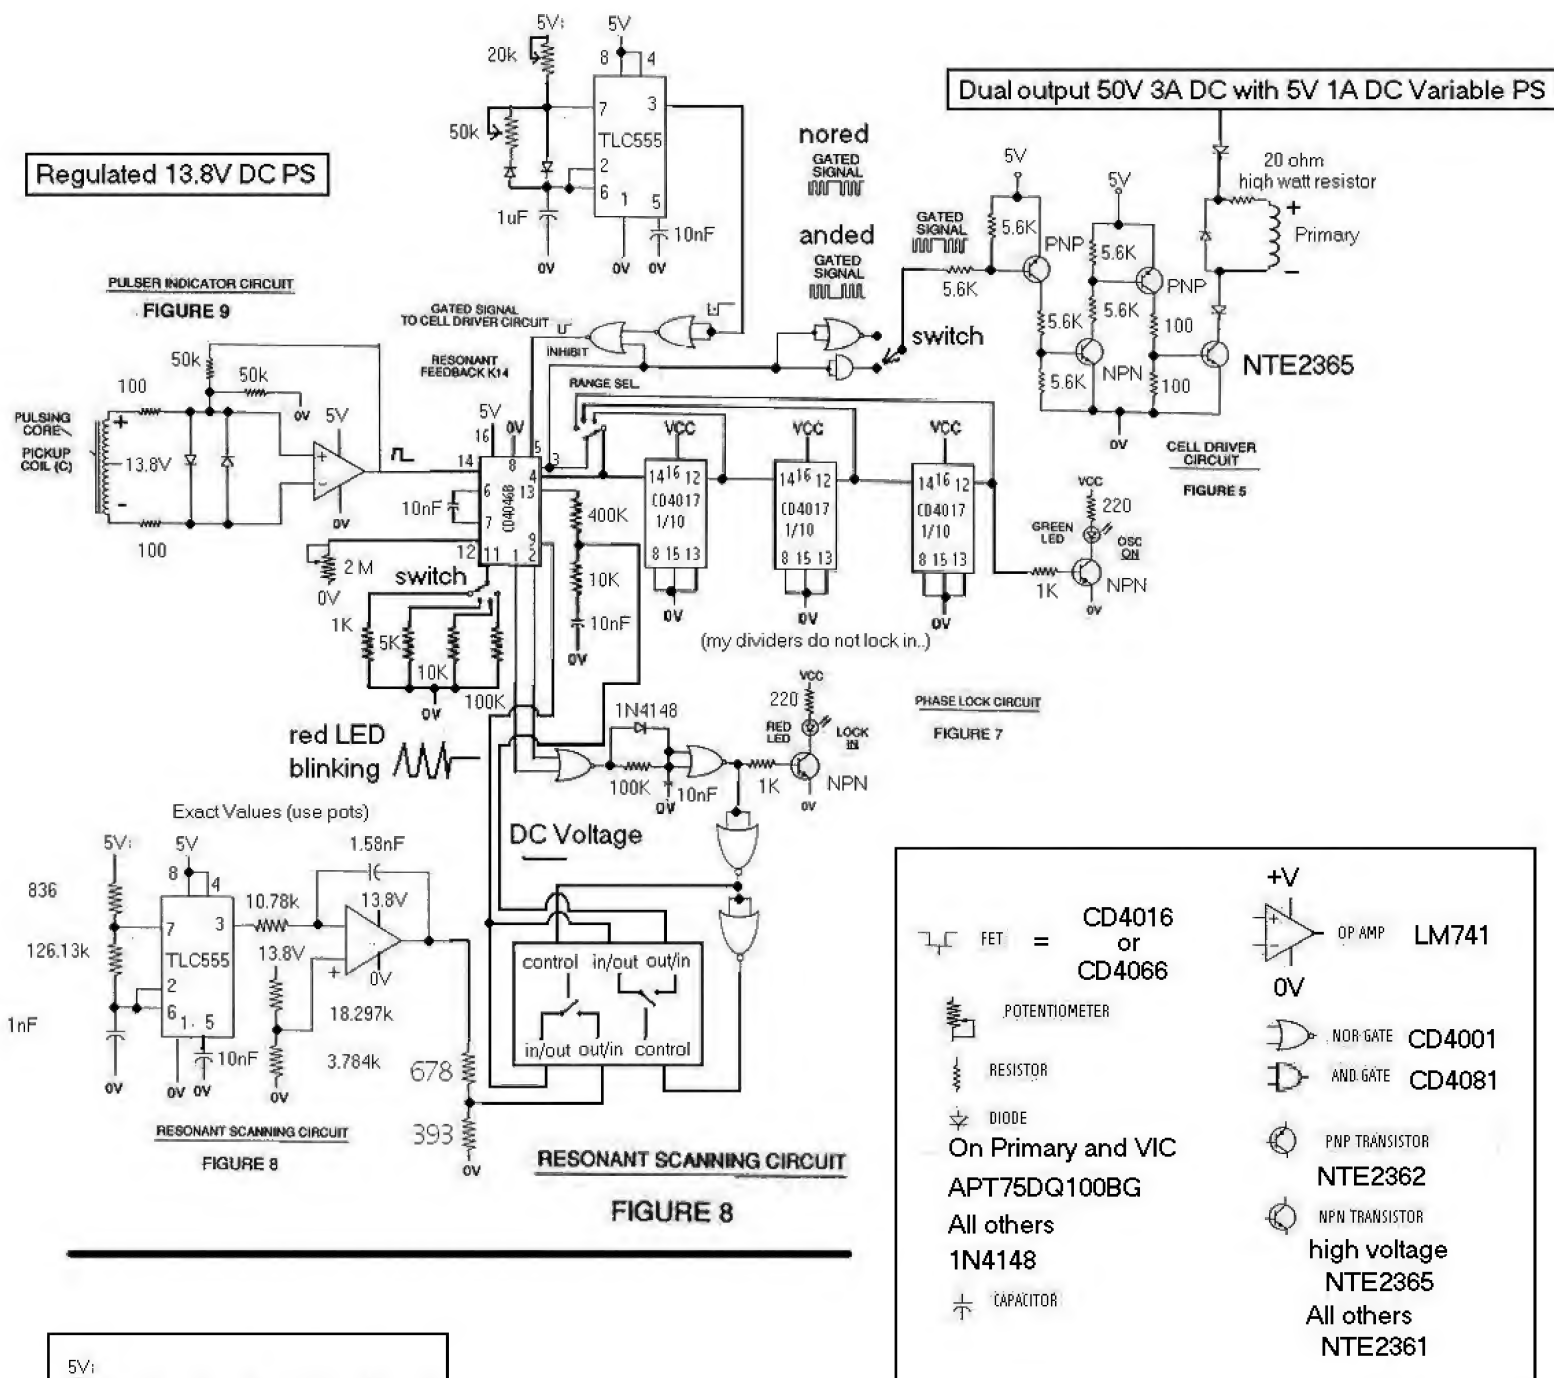 5V:
20k
50k
1uF
0V
5V
8
4
7
3
TLC555
2
6
1
5
10nF
0V
0V
Dual output 50V 3A DC with 5V 1A DC Variable PS
Regulated 13.8V DC PS
nored
GATED
SIGNAL
anded
GATED
SIGNAL
GATED
SIGNAL
5V
5.6K
5.6K
PNP
5V
5.6K
PNP
5.6K
5.6K
5.6K
NPN
100
100
0V
NTE2365
20 ohm
high watt resistor
+
Primary
−
CELL DRIVER
CIRCUIT
FIGURE 5
switch
PULSER INDICATOR CIRCUIT
FIGURE 9
GATED SIGNAL
TO CELL DRIVER CIRCUIT
INHIBIT
RESONANT
FEEDBACK K14
RANGE SEL.
50k
50k
0V
100
100
PULSING
CORE
PICKUP
COIL (C)
+
13.8V
-
5V
+
-
0V
5V
16
0V
8
5
3
14
4
6
13
7
CD4046B
9
12
11
1
2
10nF
2 M
0V
switch
1K
5K
10K
100K
0V
400K
10K
10nF
0V
VCC
14 16 12
CD4017
1/10
8 15 13
0V
VCC
14 16 12
CD4017
1/10
8 15 13
0V
VCC
14 16 12
CD4017
1/10
8 15 13
0V
(my dividers do not lock in..)
VCC
220
GREEN
LED
OSC
ON
1K
NPN
0V
PHASE LOCK CIRCUIT
FIGURE 7
VCC
220
RED
LED
LOCK
IN
1K
NPN
0V
1N4148
100K
10nF
0V
red LED
blinking
DC Voltage
Exact Values (use pots)
5V:
836
126.13k
1nF
0V
5V
8
4
7
3
TLC555
2
6
1
5
10nF
0V
0V
10.78k
1.58nF
13.8V
0V
+
13.8V
18.297k
3.784k
0V
678
393
0V
control in/out out/in
in/out out/in control
RESONANT SCANNING CIRCUIT
FIGURE 8
RESONANT SCANNING CIRCUIT
FIGURE 8
FET =
CD4016
or
CD4066
POTENTIOMETER
RESISTOR
DIODE
On Primary and VIC
APT75DQ100BG
All others
1N4148
CAPACITOR
+V
+
-
OP AMP LM741
0V
NOR GATE CD4001
AND GATE CD4081
PNP TRANSISTOR
NTE2362
NPN TRANSISTOR
high voltage
NTE2365
All others
NTE2361
5V: